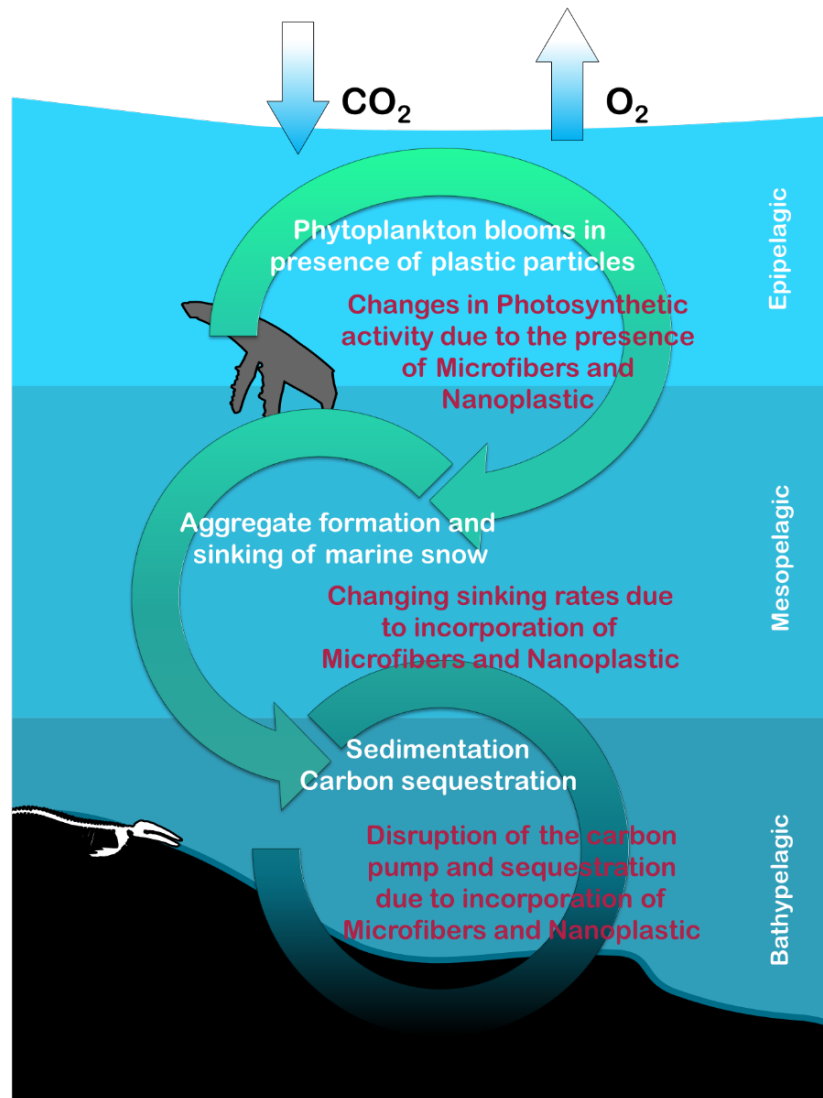 CO₂
O₂
Epipelagic
Phytoplankton blooms in
presence of plastic particles
Changes in Photosynthetic
activity due to the presence
of Microfibers and
Nanoplastic
Mesopelagic
Aggregate formation and
sinking of marine snow
Changing sinking rates due
to incorporation of
Microfibers and Nanoplastic
Bathypelagic
Sedimentation
Carbon sequestration
Disruption of the carbon
pump and sequestration
due to incorporation of
Microfibers and Nanoplastic